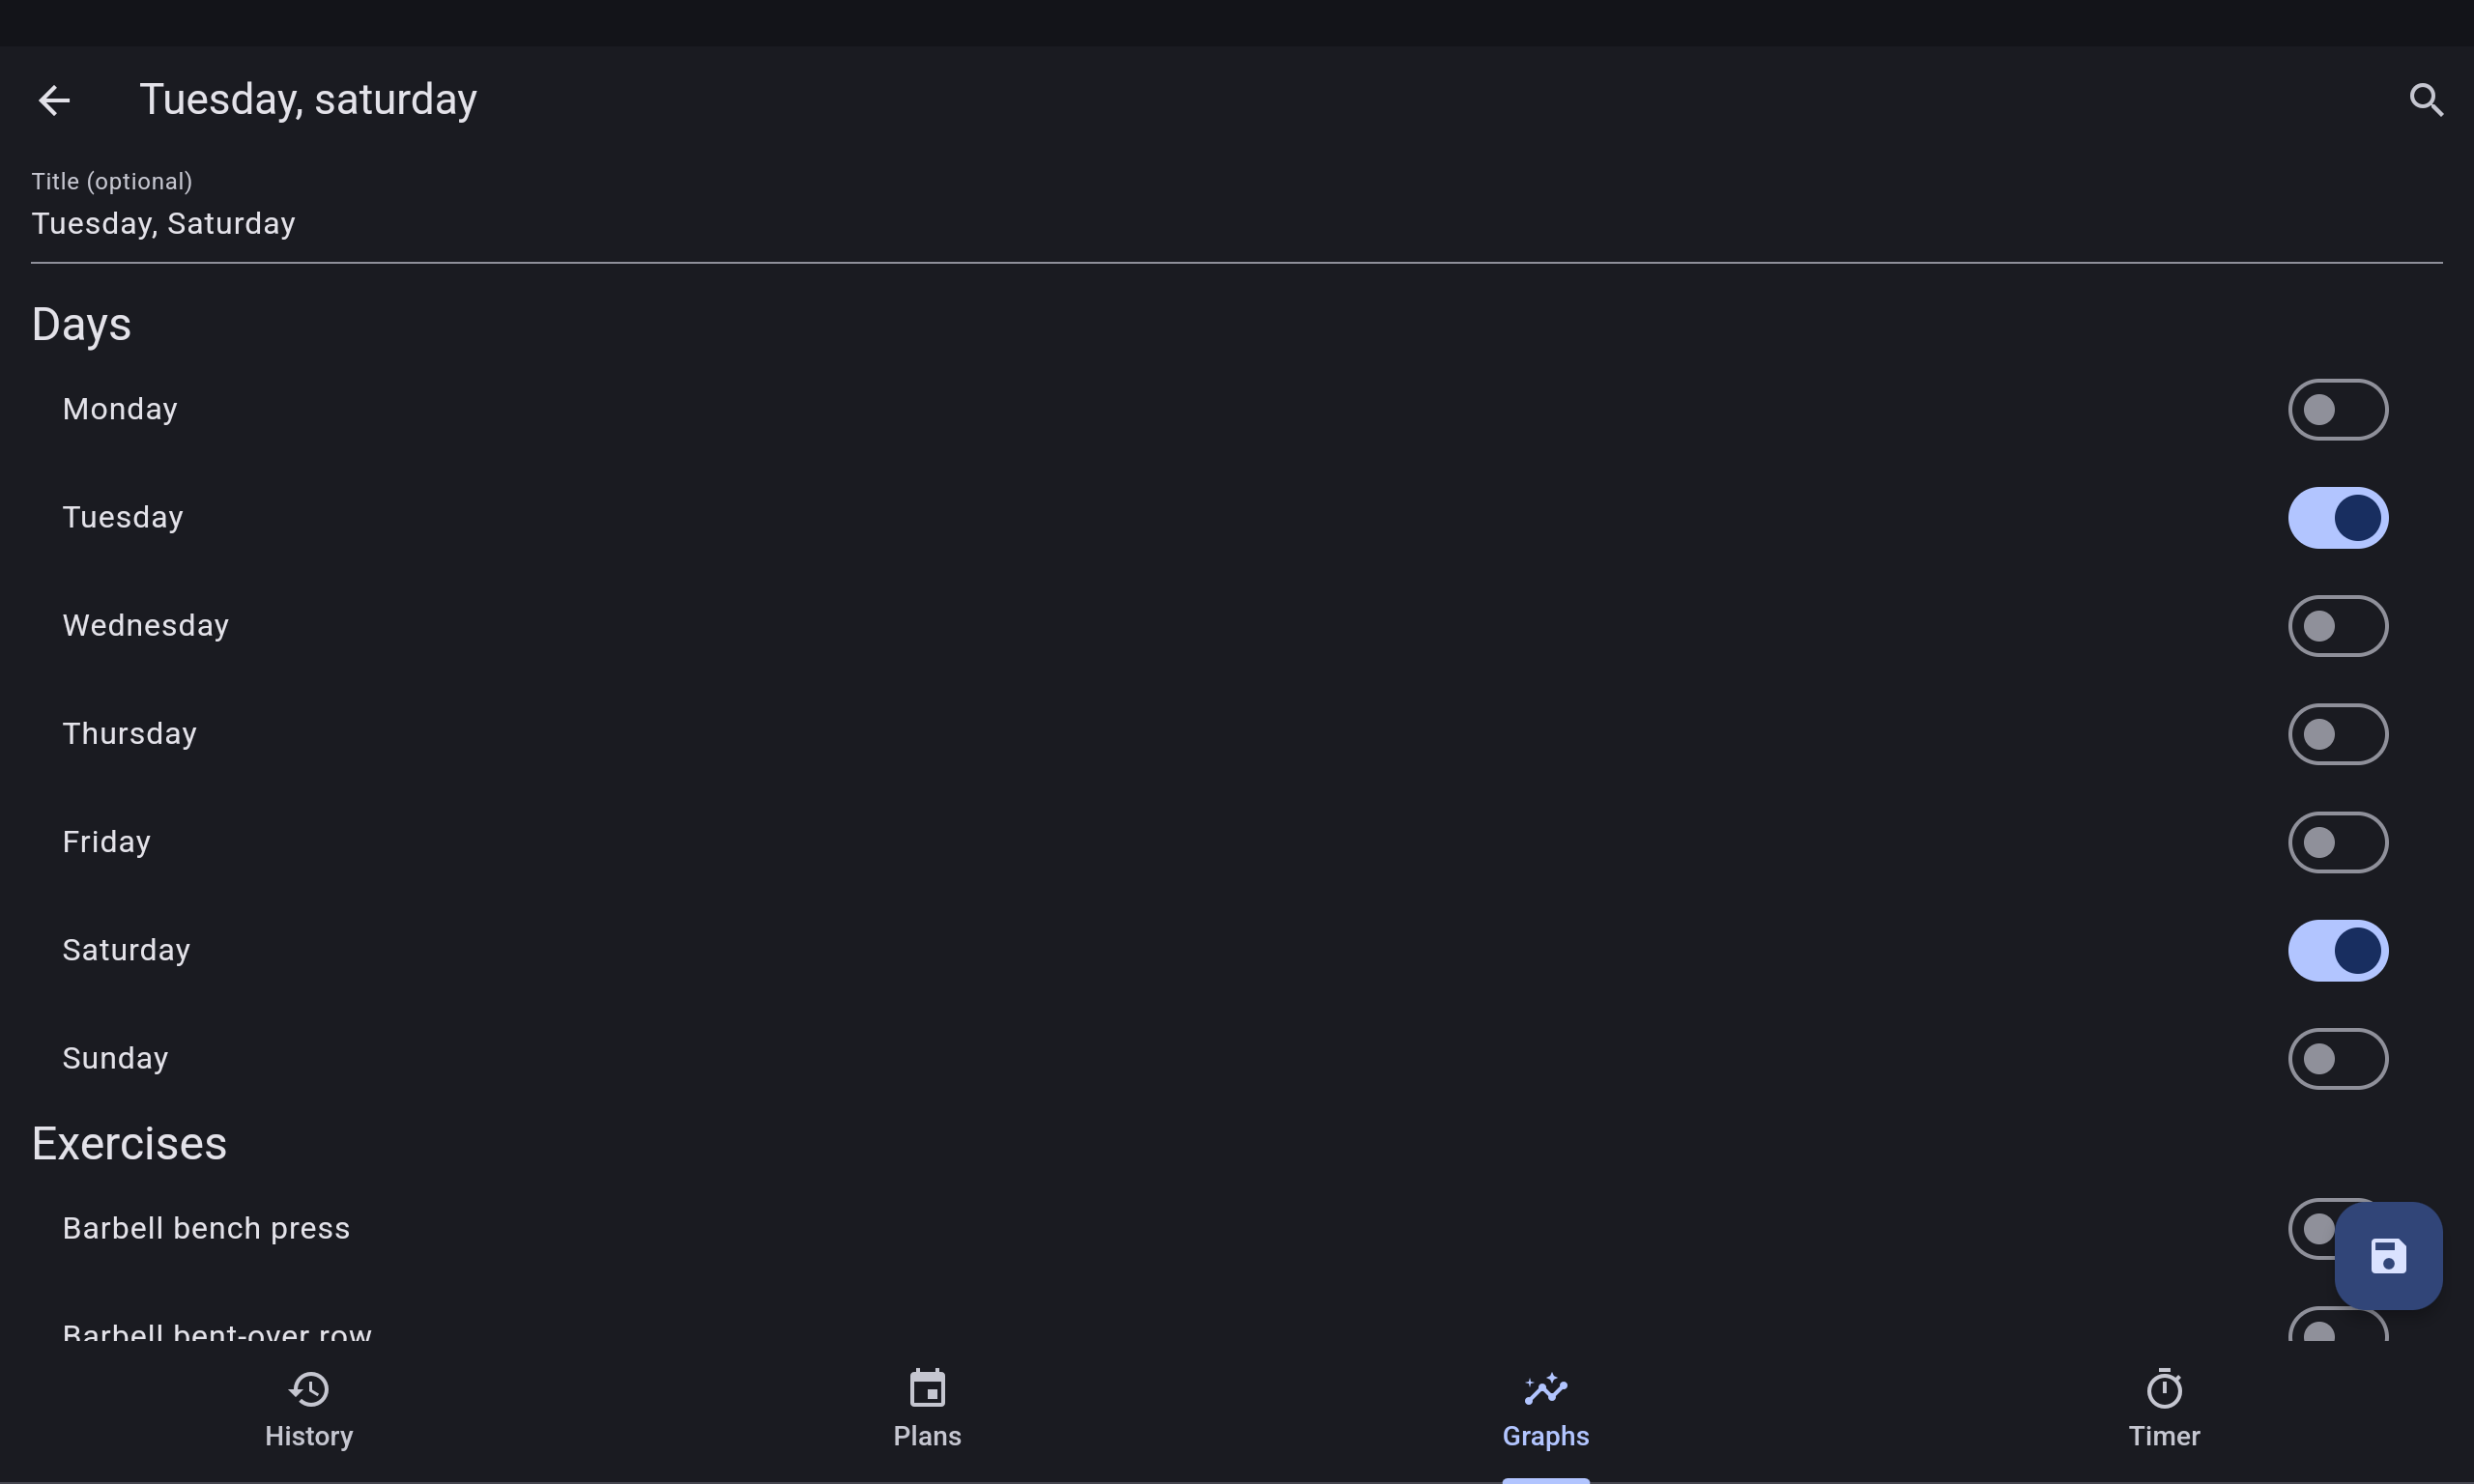 Tuesday, saturday
Title (optional)
Tuesday, Saturday
Days
Monday
Tuesday
Wednesday
Thursday
Friday
Saturday
Sunday
Exercises
Barbell bench press
Barbell bent-over row
History
Plans
Graphs
Timer